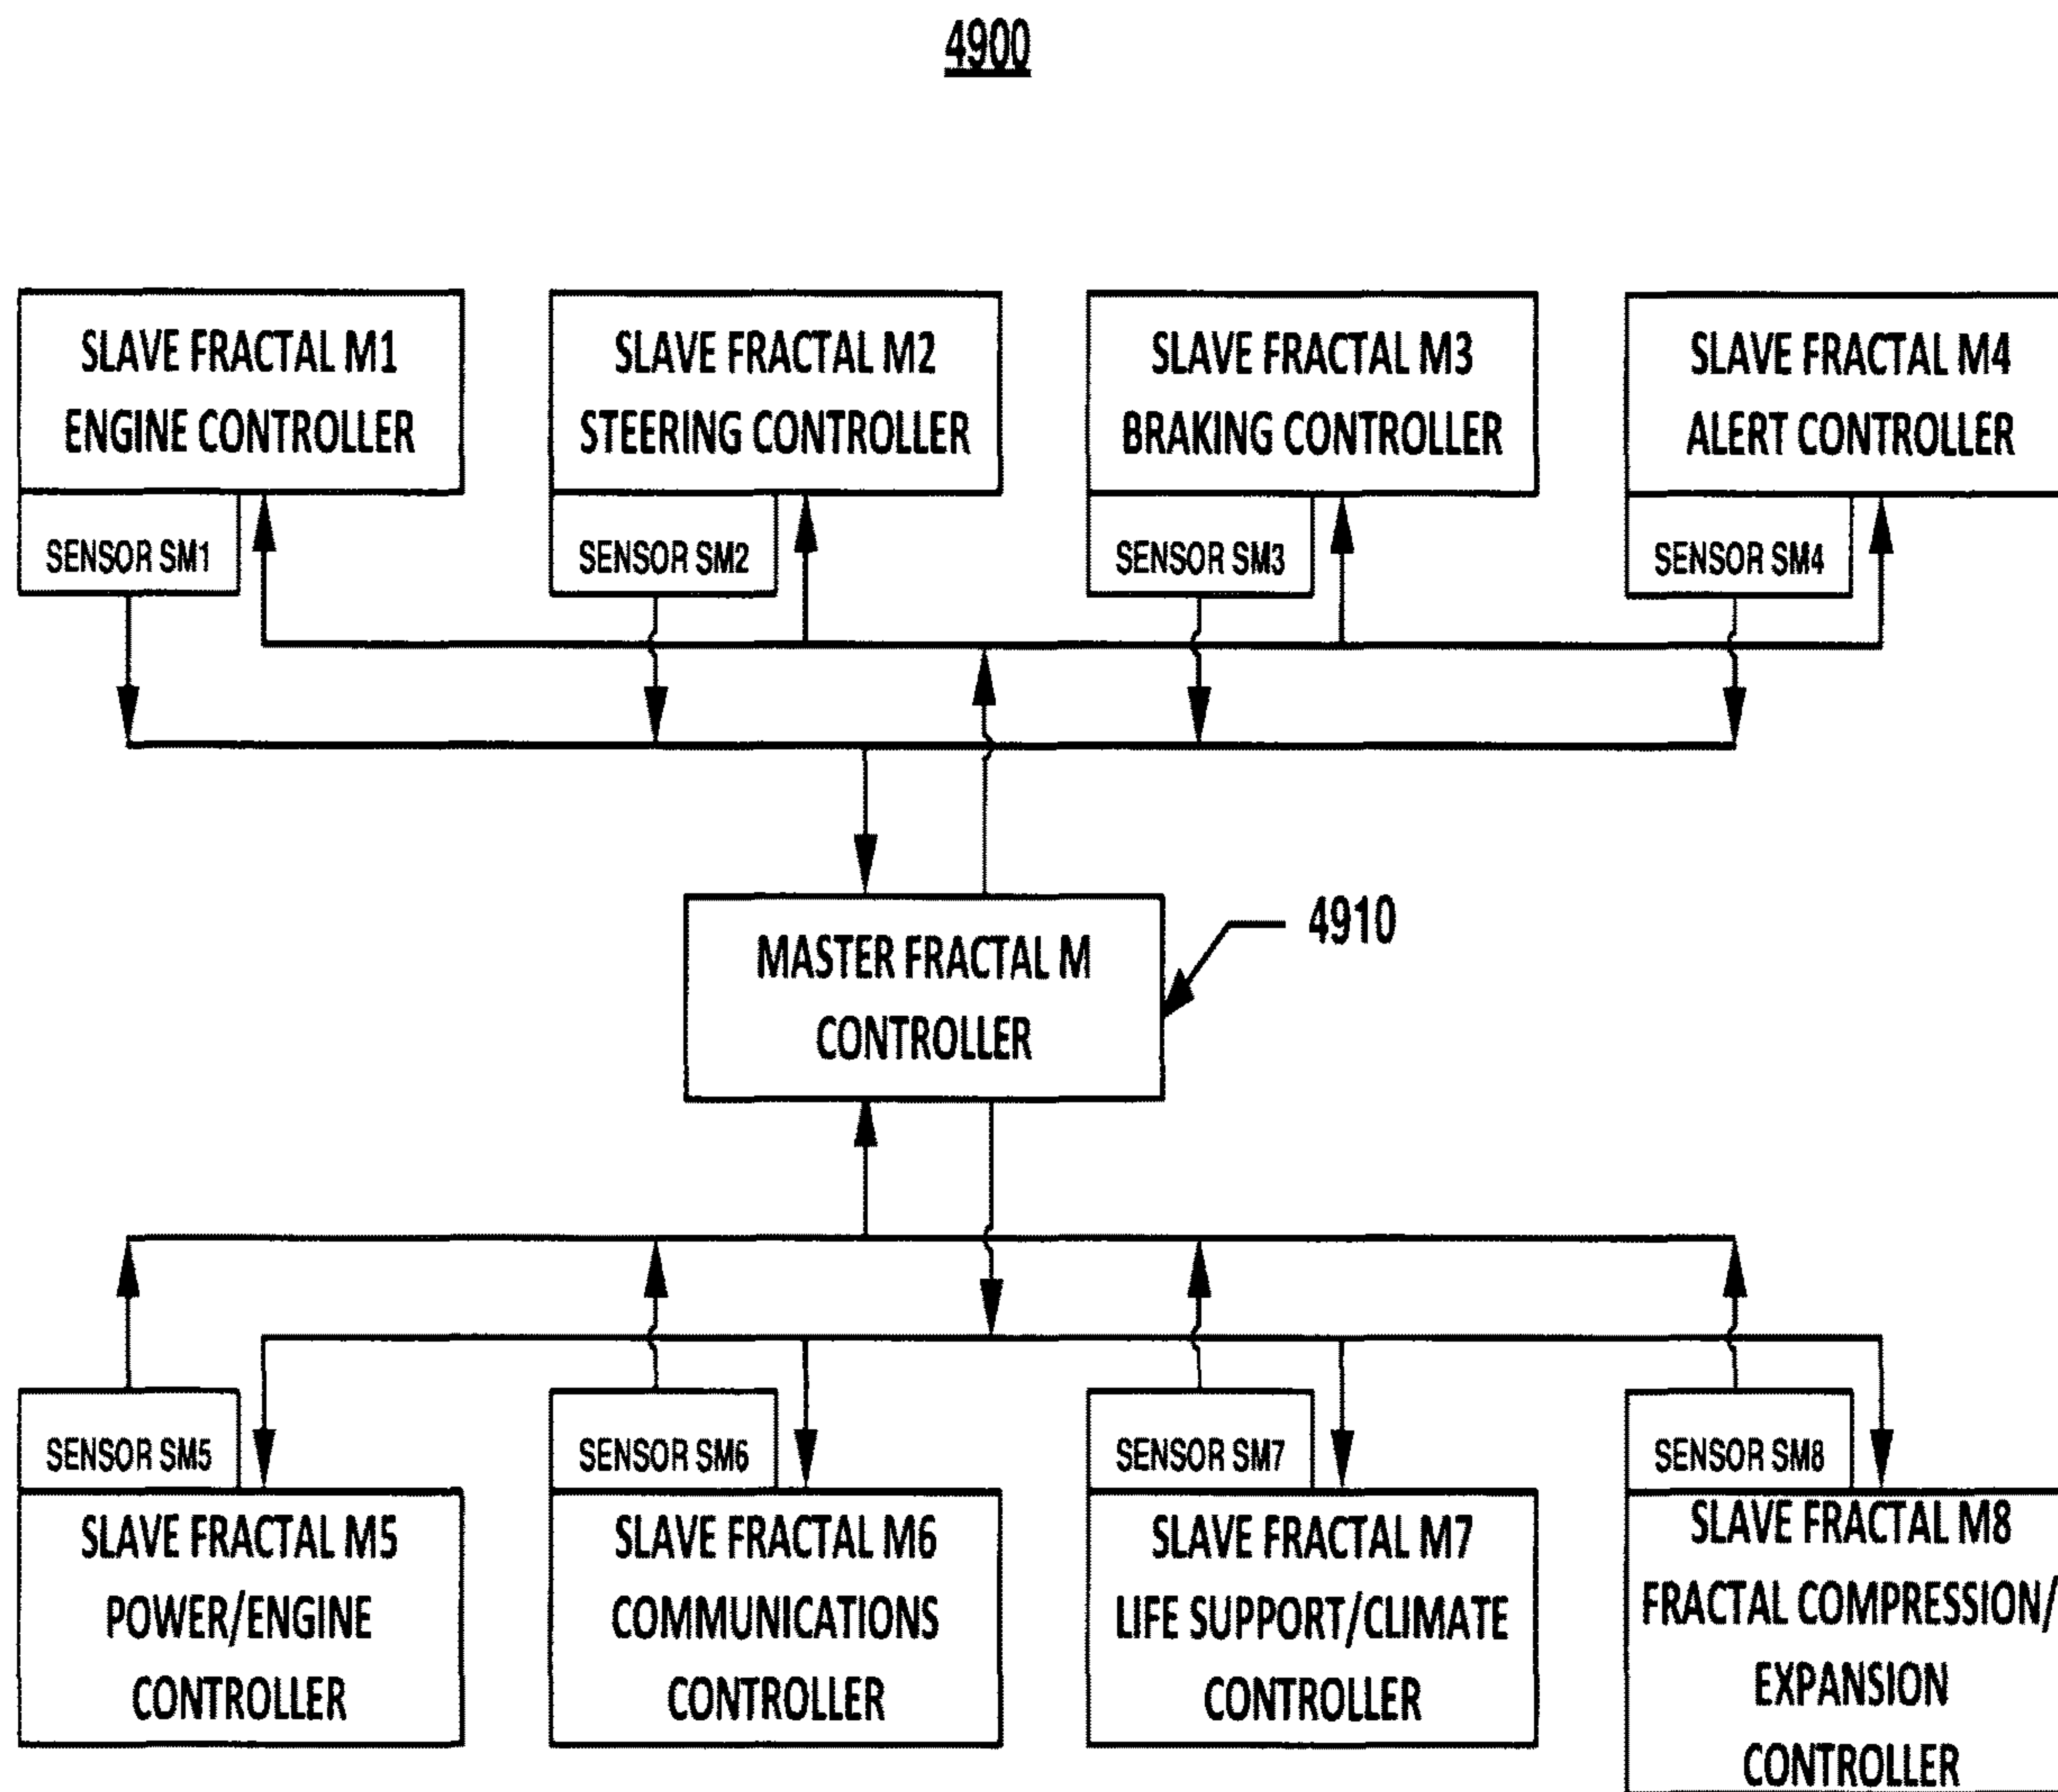 4900
SLAVE FRACTAL M1
ENGINE CONTROLLER
SENSOR SM1
SLAVE FRACTAL M2
STEERING CONTROLLER
SENSOR SM2
SLAVE FRACTAL M3
BRAKING CONTROLLER
SENSOR SM3
SLAVE FRACTAL M4
ALERT CONTROLLER
SENSOR SM4
MASTER FRACTAL M
CONTROLLER
4910
SENSOR SM5
SLAVE FRACTAL M5
POWER/ENGINE
CONTROLLER
SENSOR SM6
SLAVE FRACTAL M6
COMMUNICATIONS
CONTROLLER
SENSOR SM7
SLAVE FRACTAL M7
LIFE SUPPORT/CLIMATE
CONTROLLER
SENSOR SM8
SLAVE FRACTAL M8
FRACTAL COMPRESSION/
EXPANSION
CONTROLLER